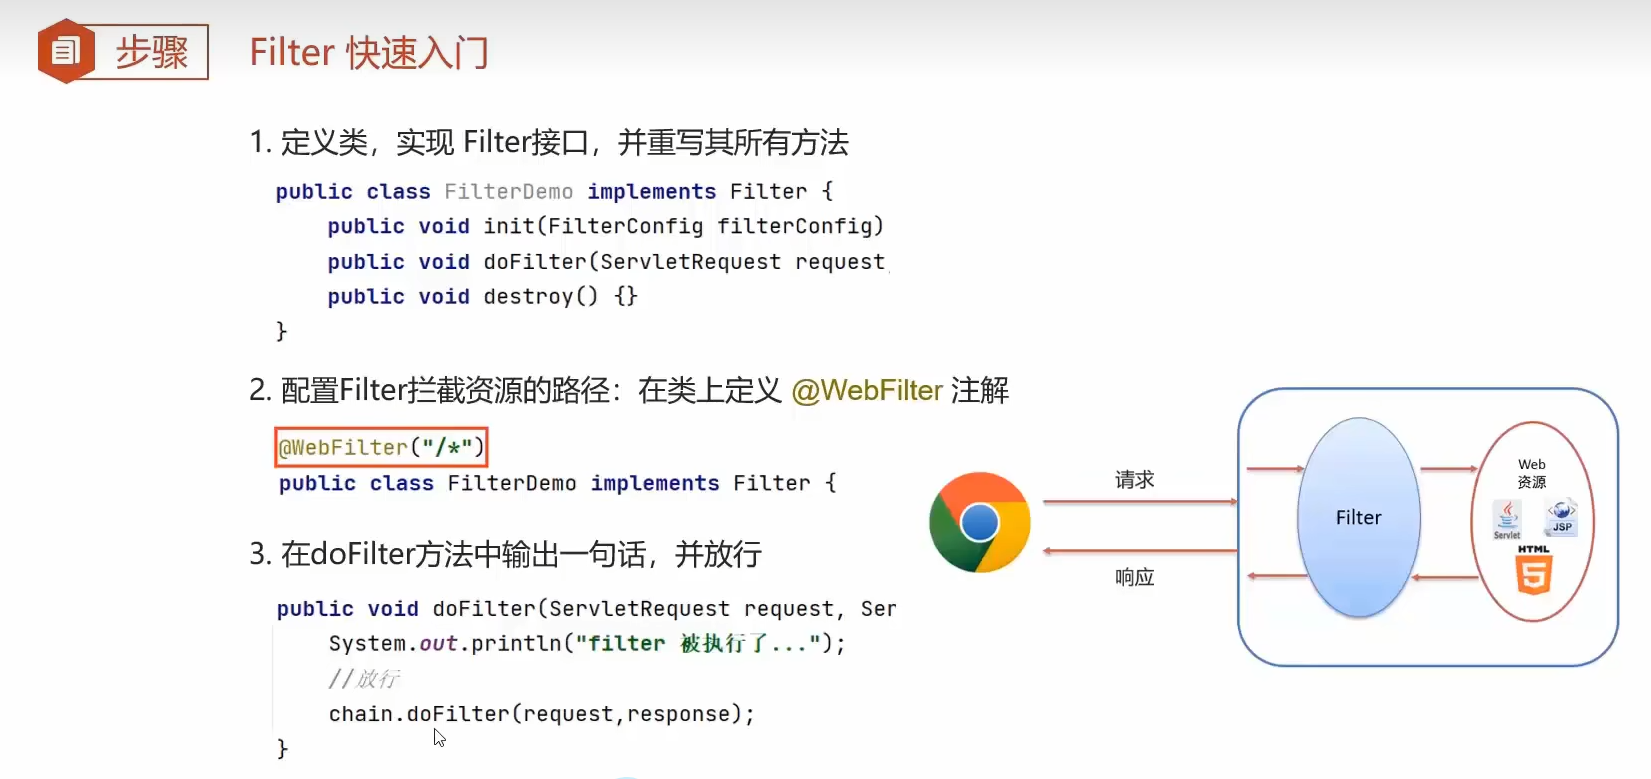 步骤
Filter 快速入门
1. 定义类，实现 Filter接口，并重写其所有方法
public class FilterDemo implements Filter {
public void init(FilterConfig filterConfig)
public void doFilter(ServletRequest request,
public void destroy() {}
}
2. 配置Filter拦截资源的路径：在类上定义 @WebFilter 注解
@WebFilter("/*")
public class FilterDemo implements Filter {
3. 在doFilter方法中输出一句话，并放行
public void doFilter(ServletRequest request, Ser
System.out.println("filter 被执行了...");
//放行
chain.doFilter(request,response);
}
请求
响应
Filter
Web
资源
Servlet
JSP
HTML
5